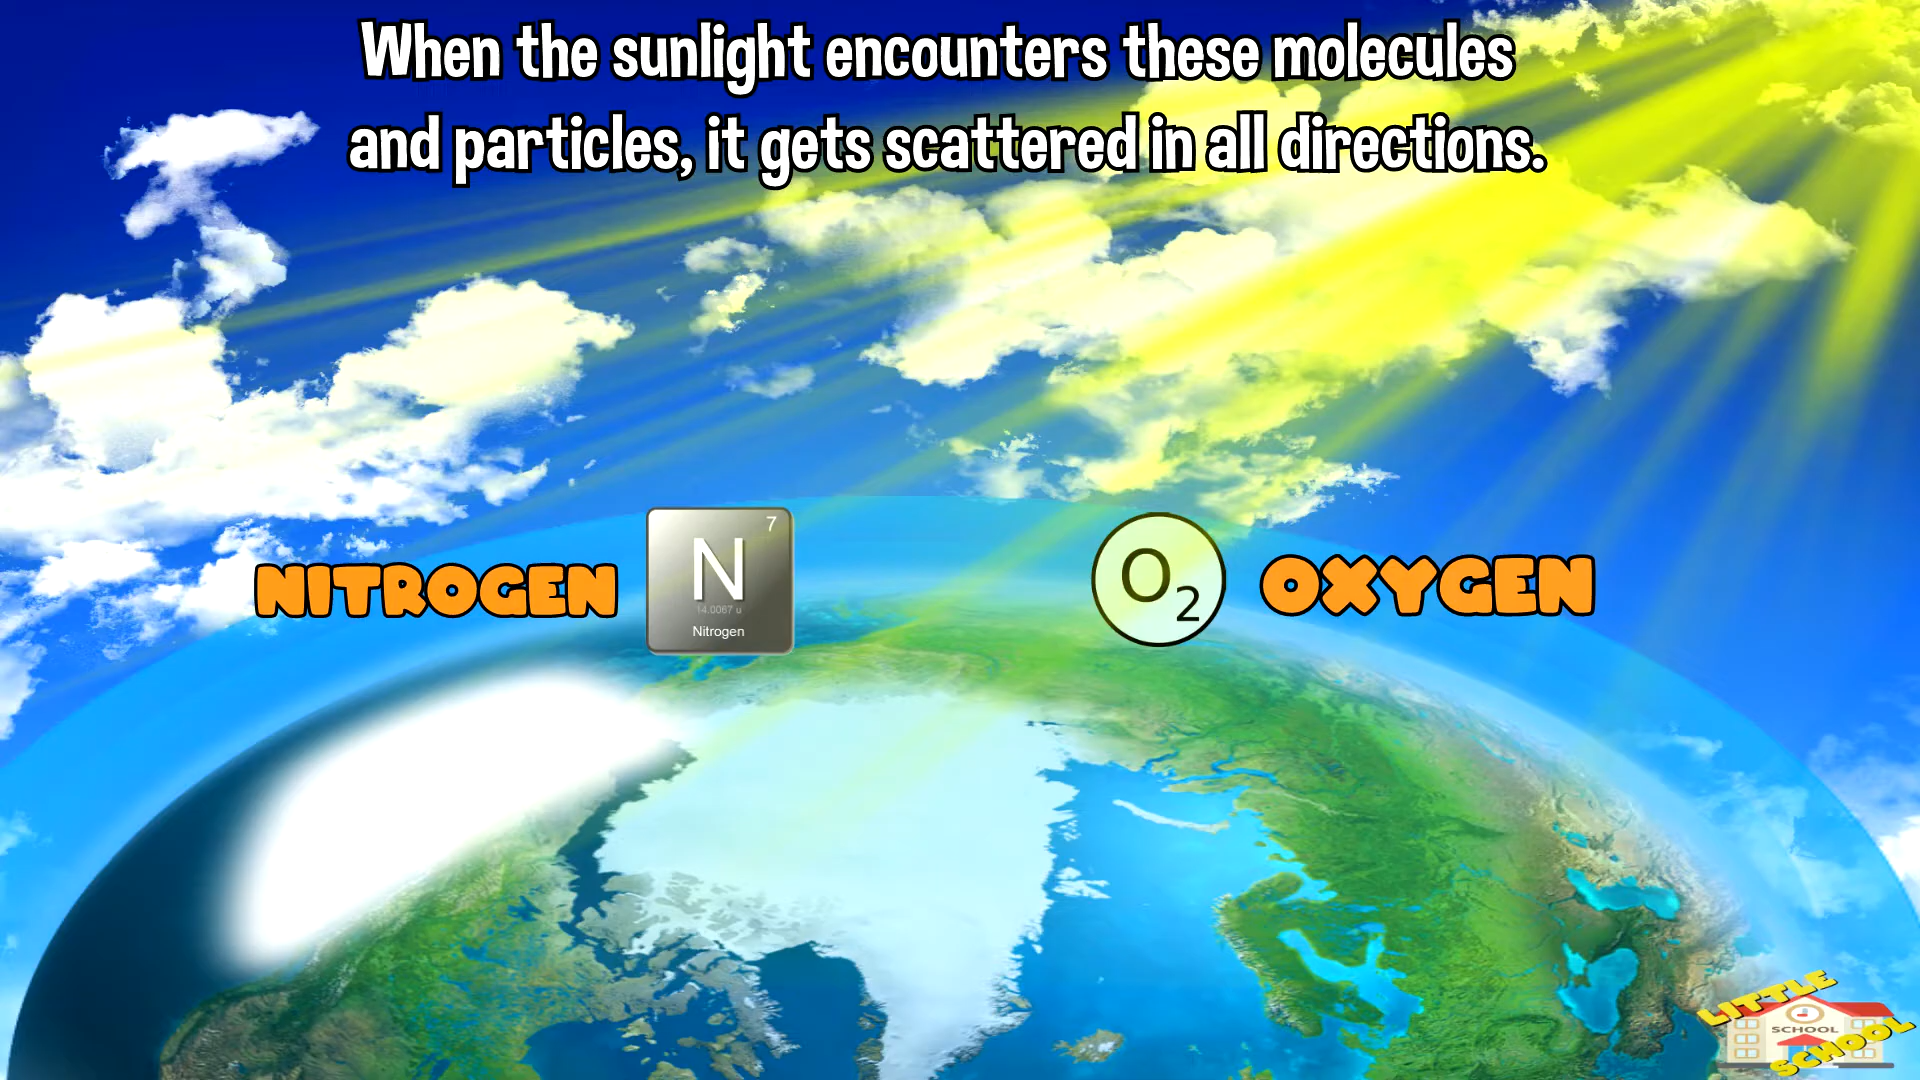 When the sunlight encounters these molecules
and particles, it gets scattered in all directions.
NITROGEN
7
N
14.0067 u
Nitrogen
O2
OXYGEN
LITTLE
SCHOOL
SCHOOL